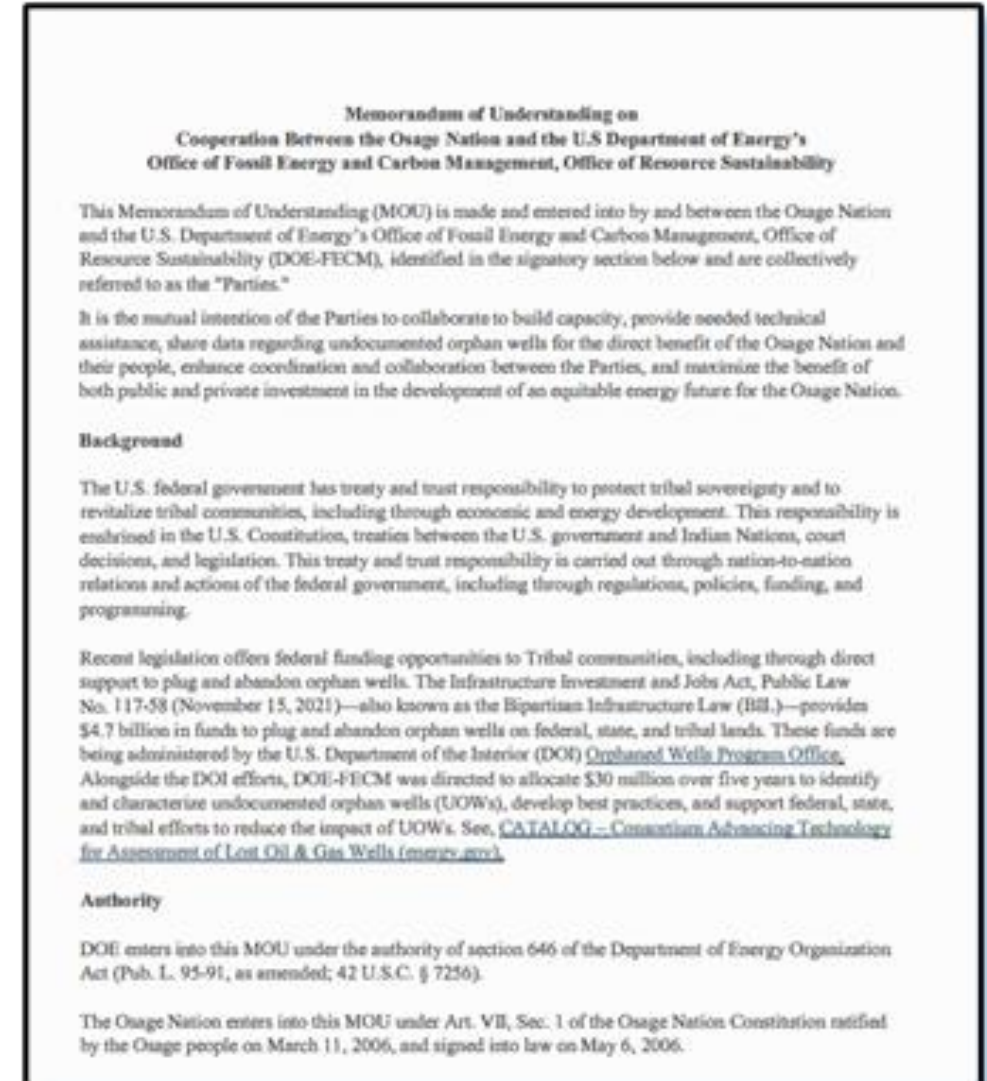 Memorandum of Understanding on
Cooperation Between the Osage Nation and the U.S Department of Energy's
Office of Fossil Energy and Carbon Management, Office of Resource Sustainability
This Memorandum of Understanding (MOU) is made and entered into by and between the Osage Nation
and the U.S. Department of Energy's Office of Fossil Energy and Carbon Management, Office of
Resource Sustainability (DOE-FECM), identified in the signatory section below and are collectively
referred to as the "Parties."
It is the mutual intention of the Parties to collaborate to build capacity, provide needed technical
assistance, share data regarding undocumented orphan wells for the direct benefit of the Osage Nation and
their people, enhance coordination and collaboration between the Parties, and maximize the benefit of
both public and private investment in the development of an equitable energy future for the Osage Nation.
Background
The U.S. federal government has treaty and trust responsibility to protect tribal sovereignty and to
revitalize tribal communities, including through economic and energy development. This responsibility is
enshrined in the U.S. Constitution, treaties between the U.S. government and Indian Nations, court
decisions, and legislation. This treaty and trust responsibility is carried out through nation-to-nation
relations and actions of the federal government, including through regulations, policies, funding, and
programming.
Recent legislation offers federal funding opportunities to Tribal communities, including through direct
support to plug and abandon orphan wells. The Infrastructure Investment and Jobs Act, Public Law
No. 117-58 (November 15, 2021)—also known as the Bipartisan Infrastructure Law (BIL)—provides
$4.7 billion in funds to plug and abandon orphan wells on federal, state, and tribal lands. These funds are
being administered by the U.S. Department of the Interior (DOI) Orphaned Wells Program Office.
Alongside the DOI efforts, DOE-FECM was directed to allocate $30 million over five years to identify
and characterize undocumented orphan wells (UOWs), develop best practices, and support federal, state,
and tribal efforts to reduce the impact of UOWs. See, CATALOG – Consortium Advancing Technology
for Assessment of Lost Oil & Gas Wells (energy.gov).
Authority
DOE enters into this MOU under the authority of section 646 of the Department of Energy Organization
Act (Pub. L. 95-91, as amended; 42 U.S.C. § 7256).
The Osage Nation enters into this MOU under Art. VII, Sec. 1 of the Osage Nation Constitution ratified
by the Osage people on March 11, 2006, and signed into law on May 6, 2006.